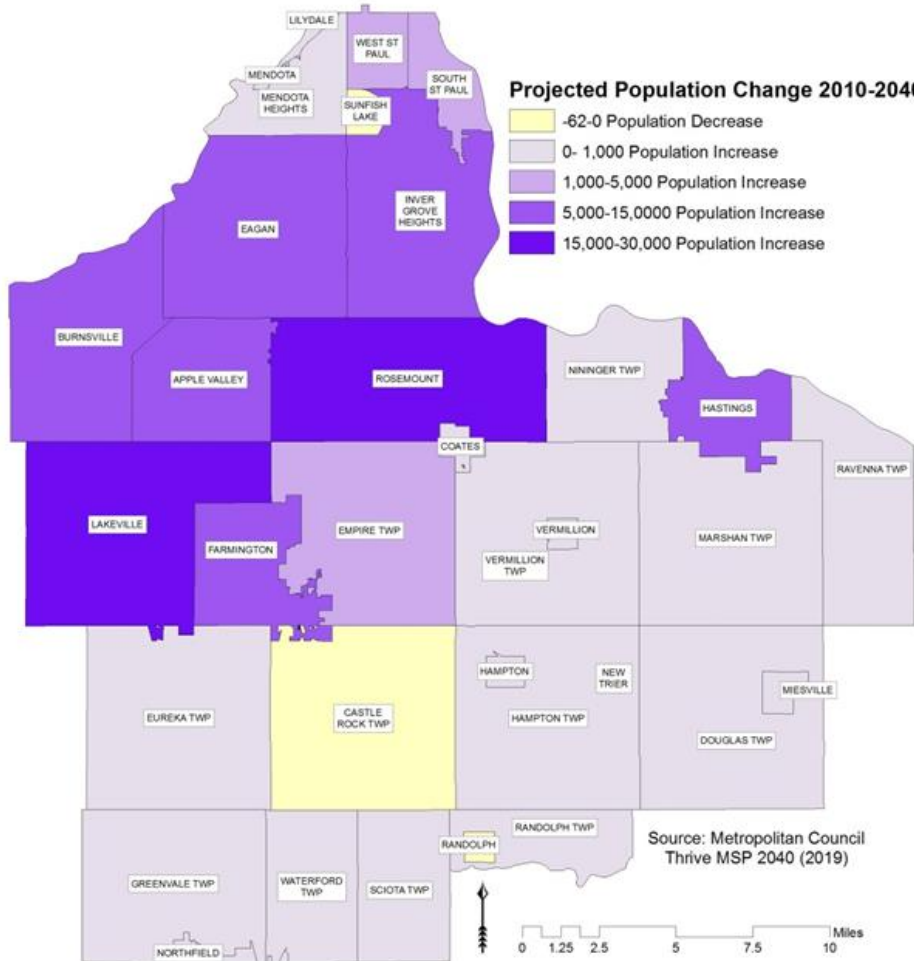 LILYDALE
WEST ST
PAUL
MENDOTA
MENDOTA
HEIGHTS
SUNFISH
LAKE
SOUTH
ST PAUL
Projected Population Change 2010-2040
-62-0 Population Decrease
0- 1,000 Population Increase
1,000-5,000 Population Increase
5,000-15,0000 Population Increase
15,000-30,000 Population Increase
INVER
GROVE
HEIGHTS
EAGAN
BURNSVILLE
APPLE VALLEY
ROSEMOUNT
NININGER TWP
HASTINGS
COATES
RAVENNA TWP
LAKEVILLE
FARMINGTON
EMPIRE TWP
VERMILLION
VERMILLION
TWP
MARSHAN TWP
HAMPTON
NEW
TRIER
MIESVILLE
EUREKA TWP
CASTLE
ROCK TWP
HAMPTON TWP
DOUGLAS TWP
RANDOLPH TWP
RANDOLPH
Source: Metropolitan Council
Thrive MSP 2040 (2019)
GREENVALE TWP
WATERFORD
TWP
SCIOTA TWP
NORTHFIELD
Miles
0 1.25 2.5 5 7.5 10